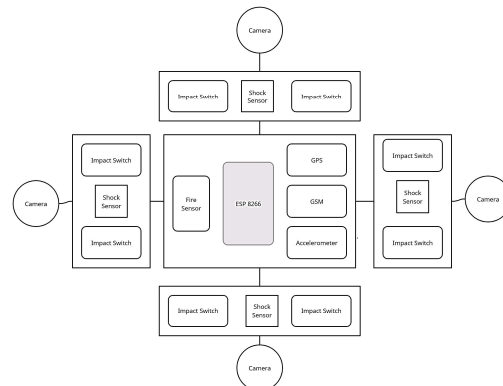 Camera
Impact Switch
Shock
Sensor
Impact Switch
Impact Switch
Shock
Sensor
Impact Switch
Camera
Fire
Sensor
ESP 8266
GPS
GSM
Accelerometer
Impact Switch
Shock
Sensor
Impact Switch
Camera
Impact Switch
Shock
Sensor
Impact Switch
Camera